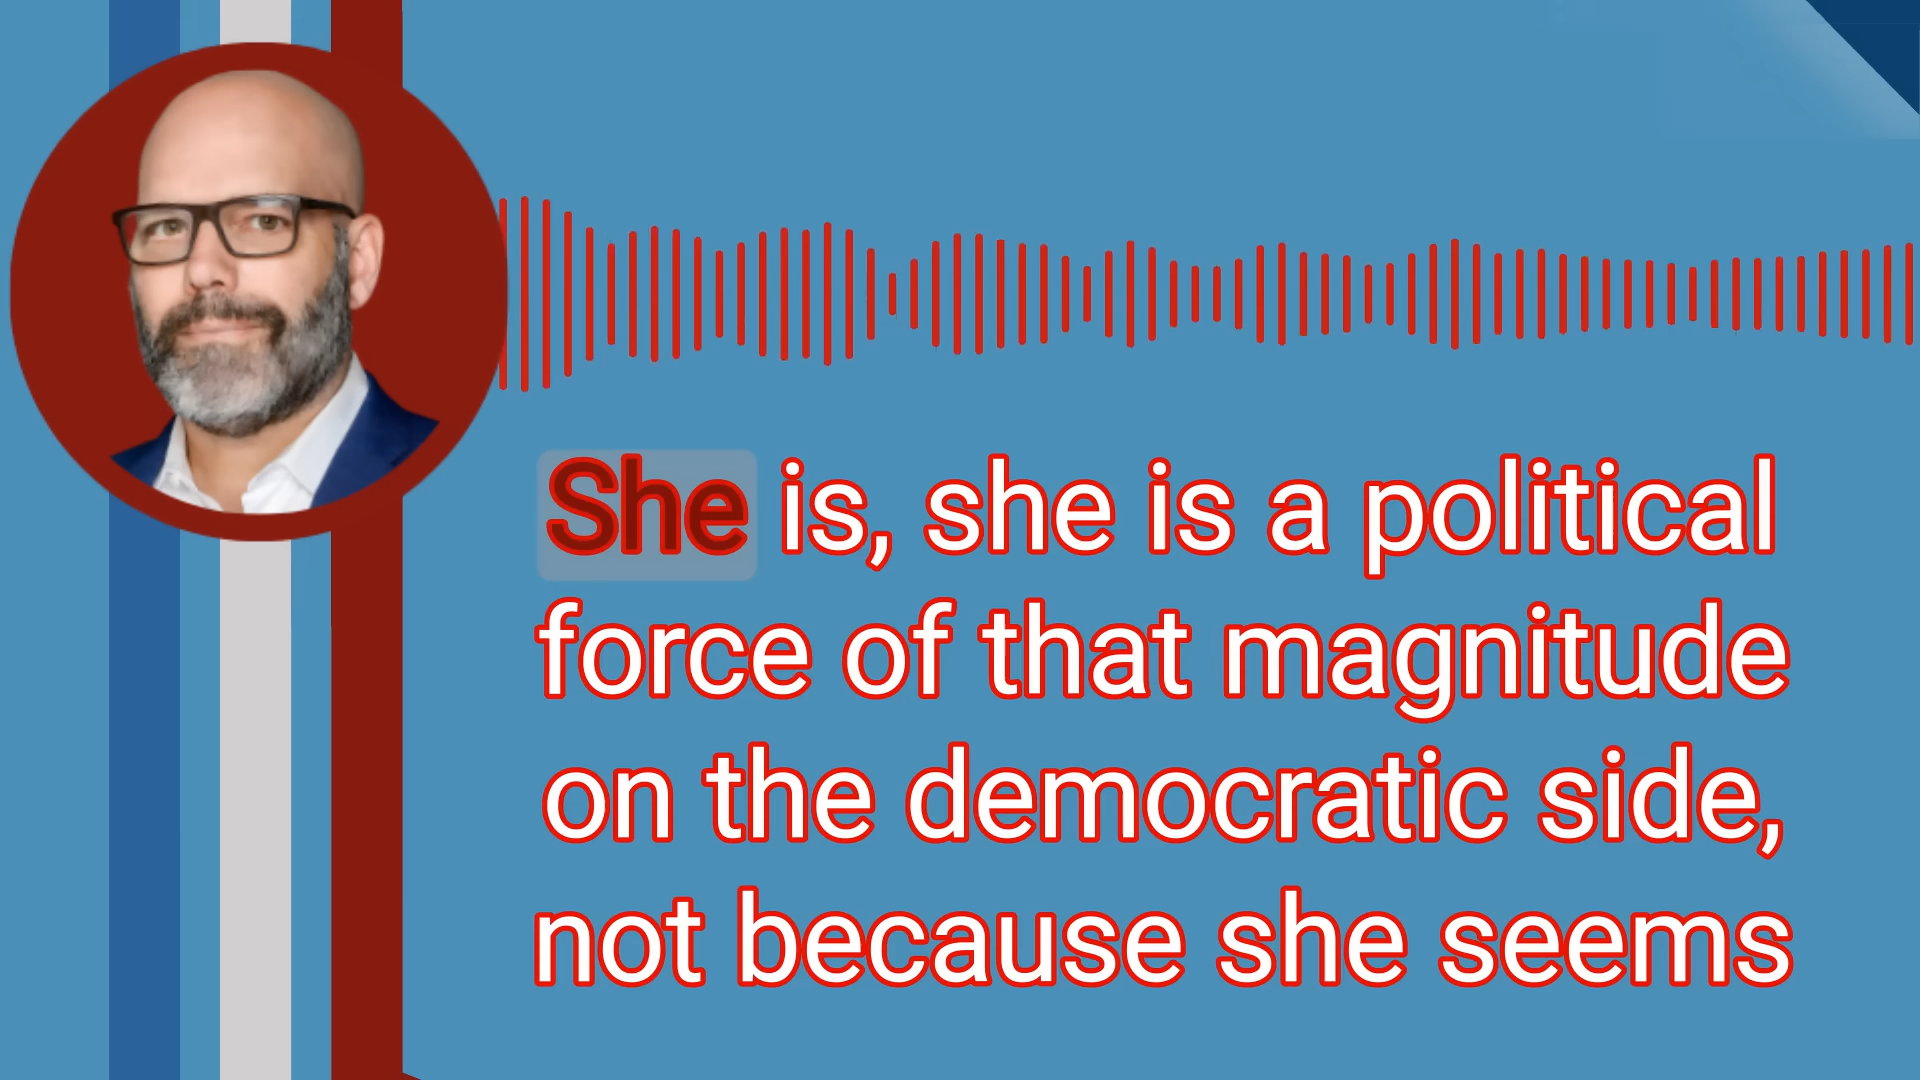 She is, she is a political
force of that magnitude
on the democratic side,
not because she seems